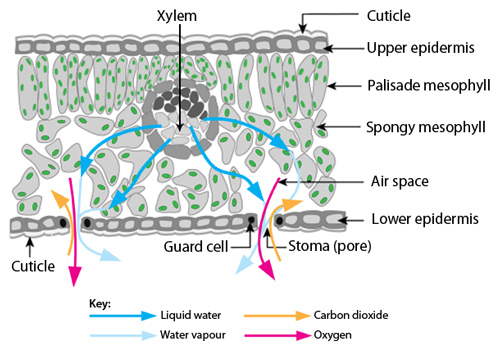 Xylem
Cuticle
Upper epidermis
Palisade mesophyll
Spongy mesophyll
Air space
Lower epidermis
Guard cell
Stoma (pore)
Cuticle
Key:
Liquid water
Carbon dioxide
Water vapour
Oxygen